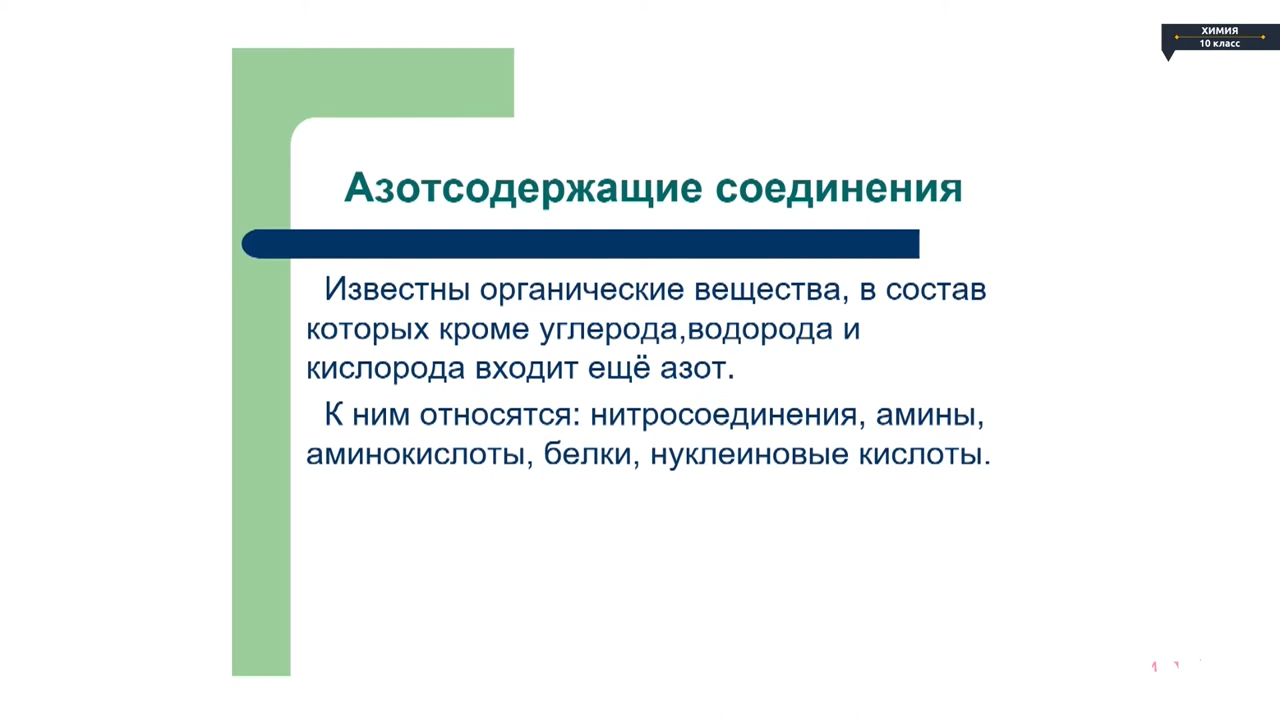 ХИМИЯ
10 класс
Азотсодержащие соединения
Известны органические вещества, в состав
которых кроме углерода,водорода и
кислорода входит ещё азот.
К ним относятся: нитросоединения, амины,
аминокислоты, белки, нуклеиновые кислоты.